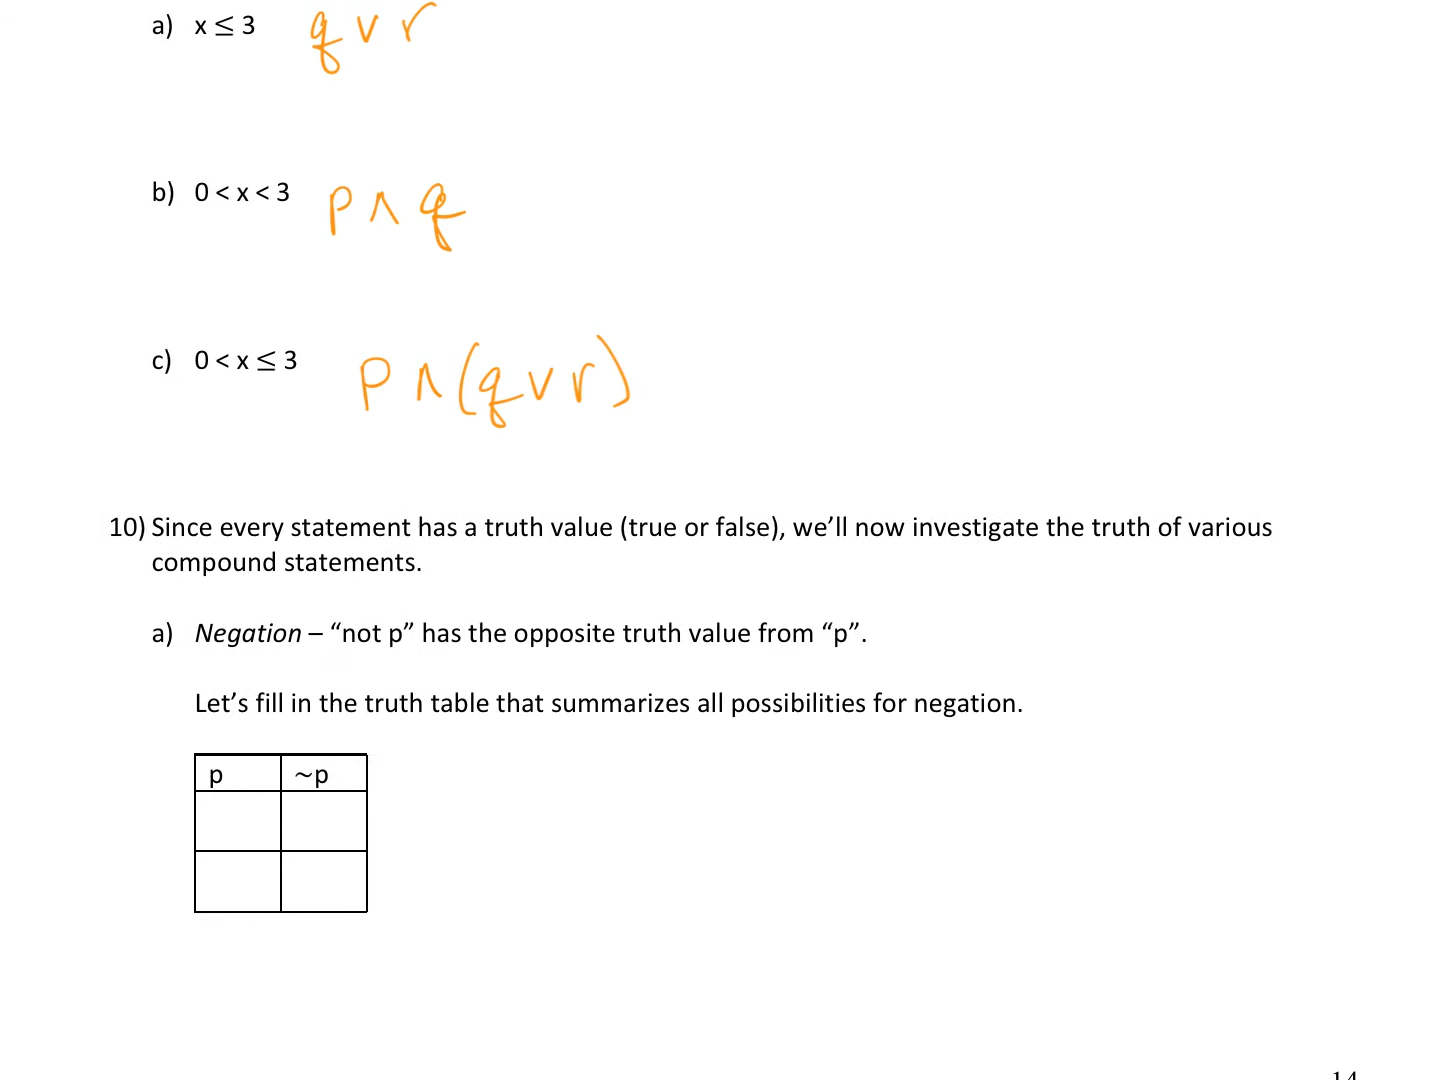 a) x ≤ 3 q ∨ r
b) 0 < x < 3 p ∧ q
c) 0 < x ≤ 3 p ∧ (q ∨ r)
10) Since every statement has a truth value (true or false), we’ll now investigate the truth of various
compound statements.
a) Negation – “not p” has the opposite truth value from “p”.
Let’s fill in the truth table that summarizes all possibilities for negation.
p ~p
14